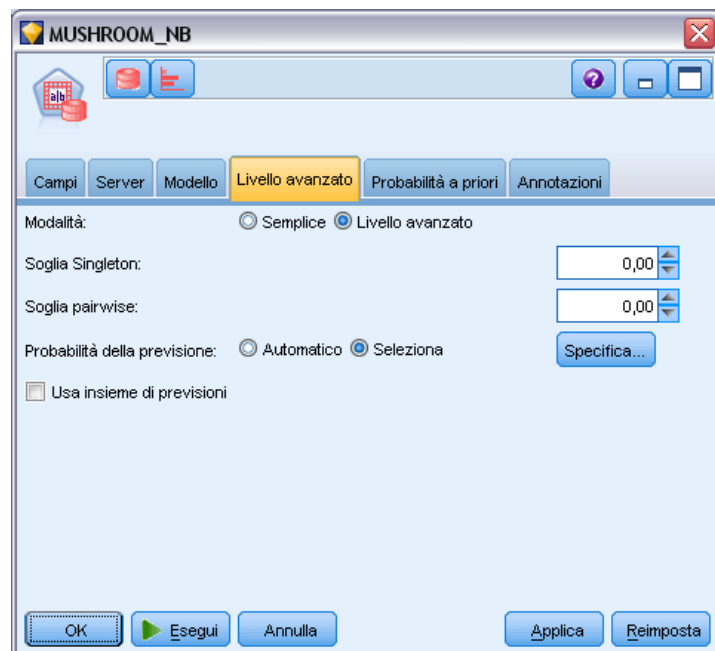 MUSHROOM_NB
a|b
?
Campi Server Modello Livello avanzato Probabilità a priori Annotazioni
Modalità: Semplice Livello avanzato
Soglia Singleton: 0,00
Soglia pairwise: 0,00
Probabilità della previsione: Automatico Seleziona Specifica...
Usa insieme di previsioni
OK Esegui Annulla Applica Reimposta